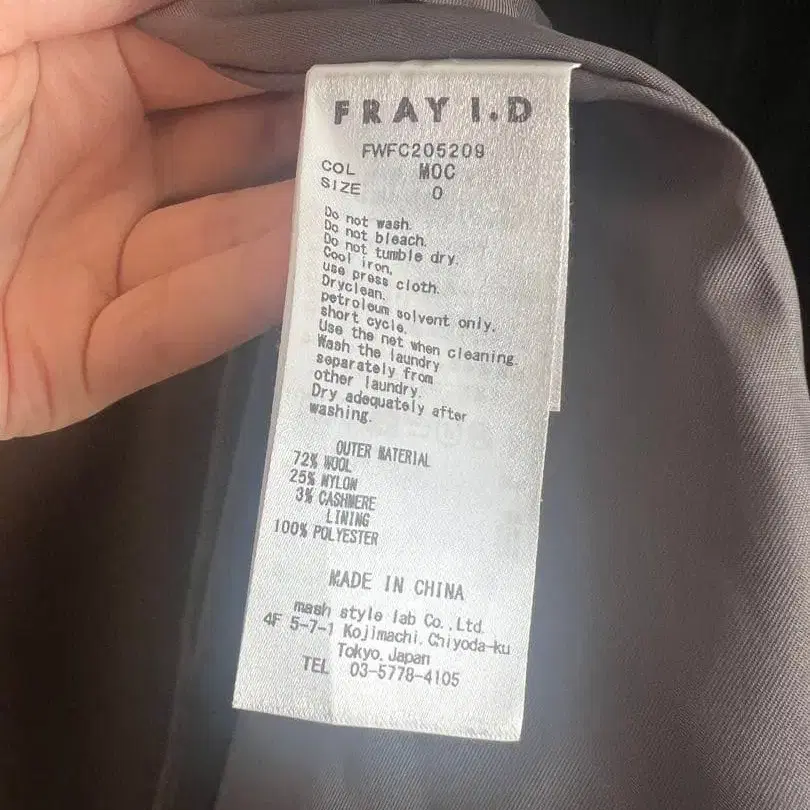 FRAY I.D
FWFC205209
COL MOC
SIZE 0
Do not wash.
Do not bleach.
Do not tumble dry.
Cool iron.
use press cloth.
Dryclean.
petroleum solvent only.
short cycle.
Use the net when cleaning.
Wash the laundry
separately from
other laundry.
Dry adequately after
washing.
OUTER MATERIAL
72% WOOL
25% NYLON
3% CASHMERE
LINING
100% POLYESTER
MADE IN CHINA
mash style lab Co.,Ltd.
4F 5-7-1 Kojimachi, Chiyoda-ku
Tokyo, Japan
TEL 03-5778-4105